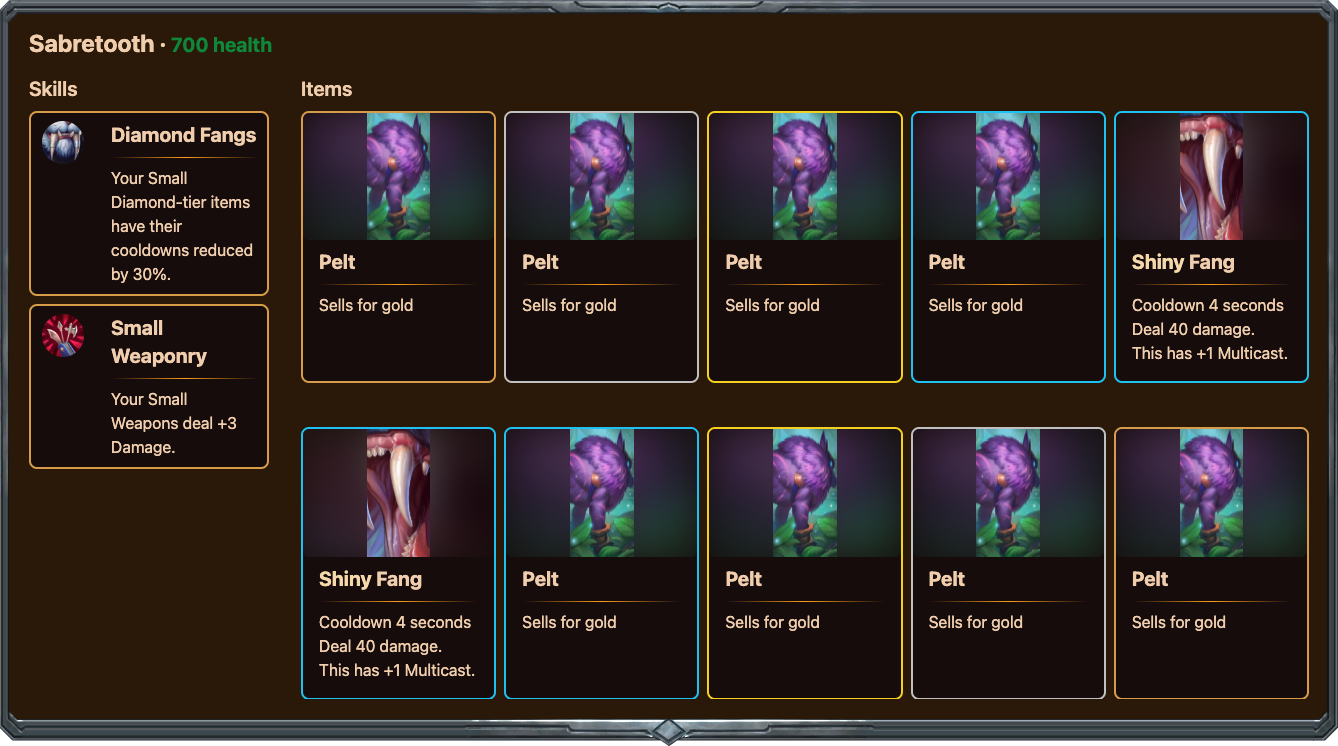 Sabretooth · 700 health
Skills
Diamond Fangs
Your Small
Diamond-tier items
have their
cooldowns reduced
by 30%.
Small
Weaponry
Your Small
Weapons deal +3
Damage.
Items
Pelt
Sells for gold
Pelt
Sells for gold
Pelt
Sells for gold
Pelt
Sells for gold
Shiny Fang
Cooldown 4 seconds
Deal 40 damage.
This has +1 Multicast.
Shiny Fang
Cooldown 4 seconds
Deal 40 damage.
This has +1 Multicast.
Pelt
Sells for gold
Pelt
Sells for gold
Pelt
Sells for gold
Pelt
Sells for gold